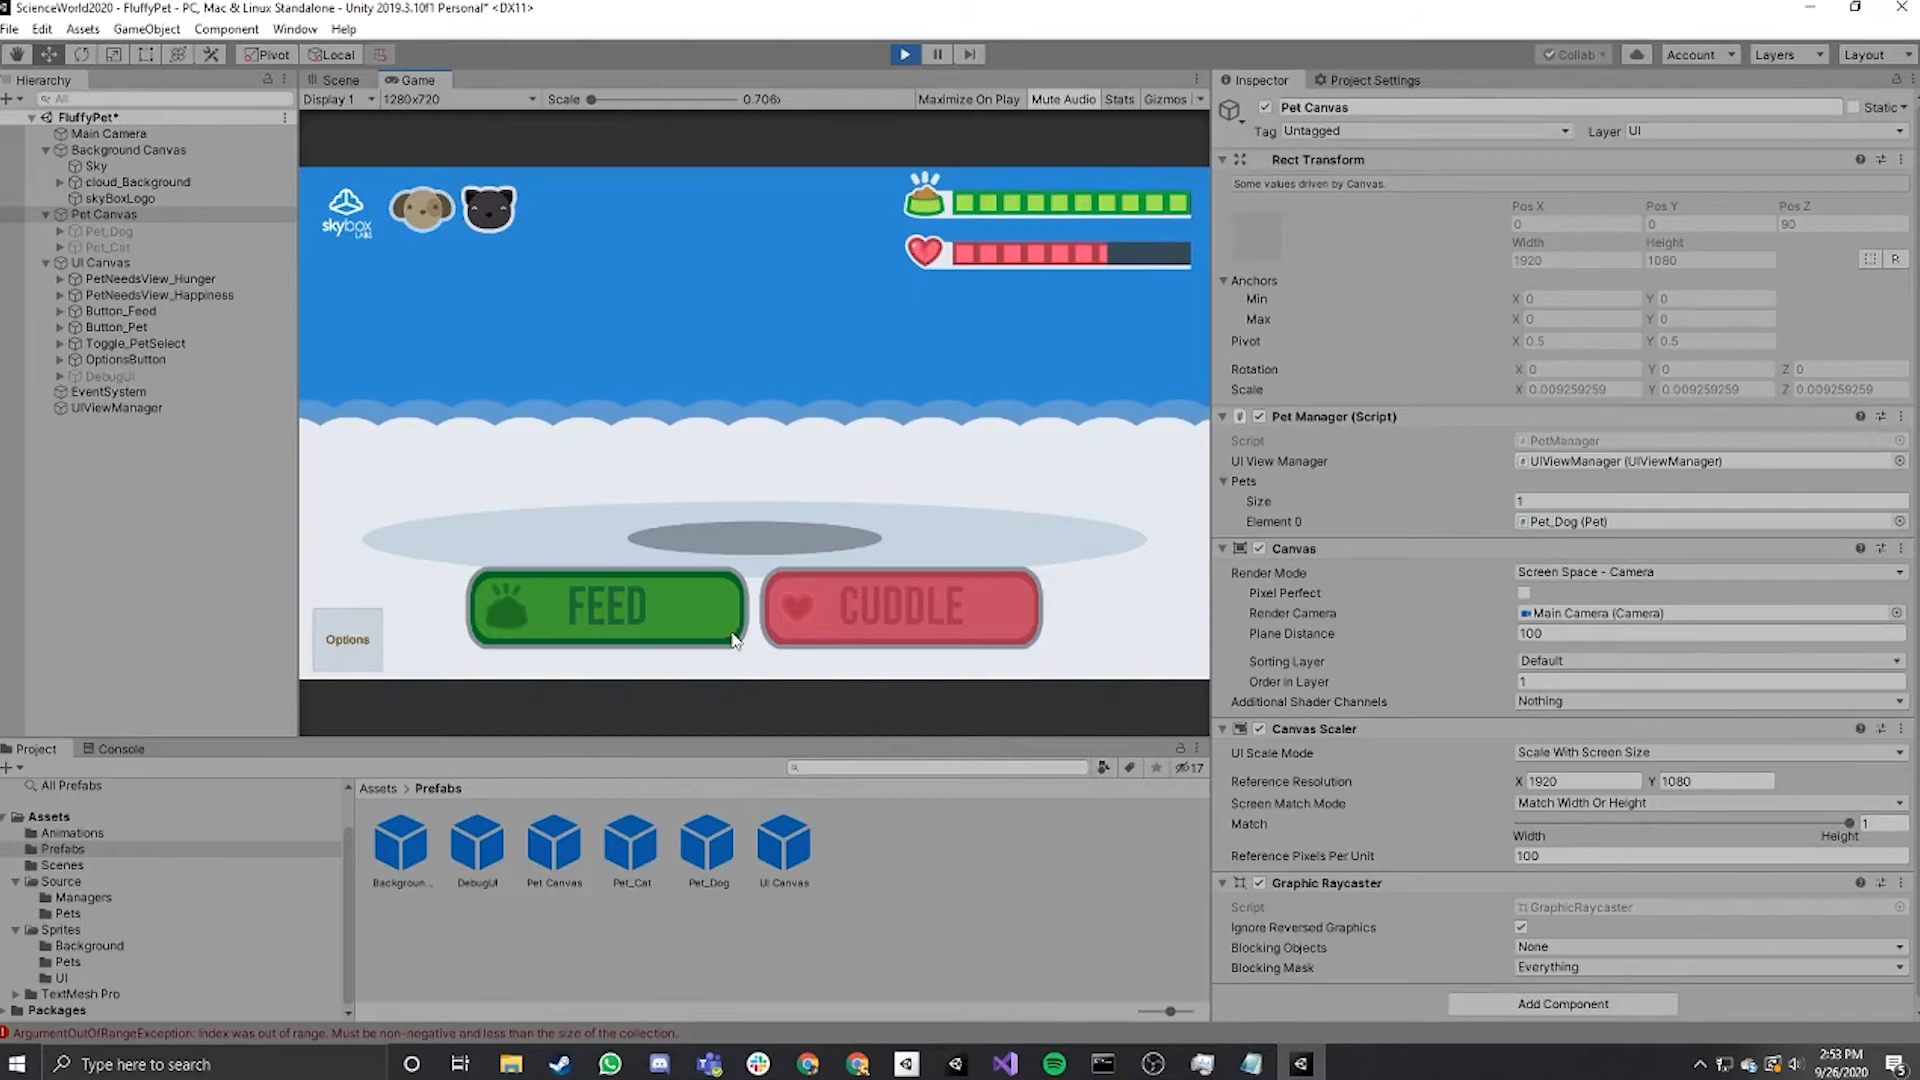 ScienceWorld2020 - FluffyPet - PC, Mac & Linux Standalone - Unity 2019.3.10f1 Personal* <DX11>
File Edit Assets GameObject Component Window Help
Pivot Local Collab Account Layers Layout
Hierarchy
All
FluffyPet*
Main Camera
Background Canvas
Sky
cloud_Background
skyBoxLogo
Pet Canvas
Pet_Dog
Pet_Cat
UI Canvas
PetNeedsView_Hunger
PetNeedsView_Happiness
Button_Feed
Button_Pet
Toggle_PetSelect
OptionsButton
DebugUI
EventSystem
UIViewManager
Scene Game
Display 1 1280x720 Scale 0.706x Maximize On Play Mute Audio Stats Gizmos
skybox
LABS
FEED CUDDLE
Options
Inspector Project Settings
Pet Canvas Static
Tag Untagged Layer UI
Rect Transform
Some values driven by Canvas.
Pos X Pos Y Pos Z
0 0 90
Width Height
1920 1080
R
Anchors
Min X 0 Y 0
Max X 0 Y 0
Pivot X 0.5 Y 0.5
Rotation X 0 Y 0 Z 0
Scale X 0.009259259 Y 0.009259259 Z 0.009259259
Pet Manager (Script)
Script PetManager
UI View Manager UIViewManager (UIViewManager)
Pets
Size 1
Element 0 Pet_Dog (Pet)
Canvas
Render Mode Screen Space - Camera
Pixel Perfect
Render Camera Main Camera (Camera)
Plane Distance 100
Sorting Layer Default
Order in Layer 1
Additional Shader Channels Nothing
Canvas Scaler
UI Scale Mode Scale With Screen Size
Reference Resolution X 1920 Y 1080
Screen Match Mode Match Width Or Height
Match 1
Width Height
Reference Pixels Per Unit 100
Graphic Raycaster
Script GraphicRaycaster
Ignore Reversed Graphics
Blocking Objects None
Blocking Mask Everything
Add Component
Project Console
17
All Prefabs
Assets
Animations
Prefabs
Scenes
Source
Managers
Pets
Sprites
Background
Pets
UI
TextMesh Pro
Packages
Assets > Prefabs
Backgroun... DebugUI Pet Canvas Pet_Cat Pet_Dog UI Canvas
ArgumentOutOfRangeException: Index was out of range. Must be non-negative and less than the size of the collection.
Type here to search
2:53 PM
9/26/2020
5